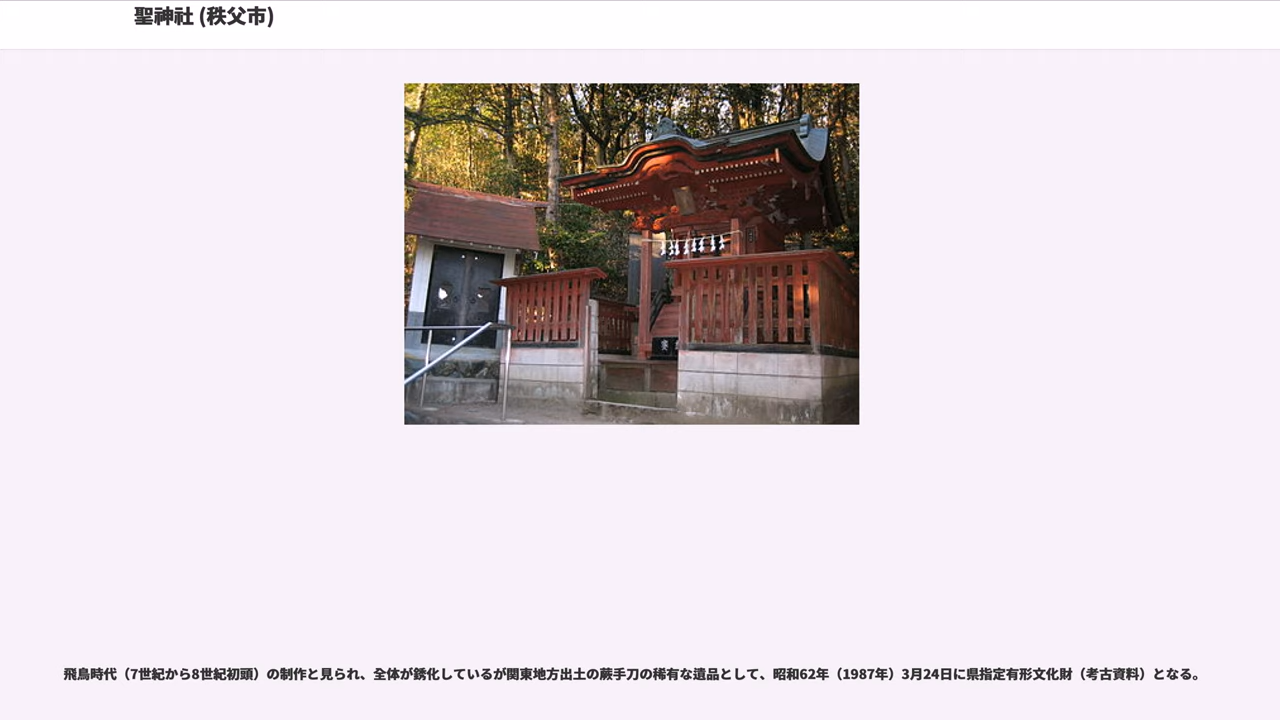 聖神社 (秩父市)
飛鳥時代（7世紀から8世紀初頭）の制作と見られ、全体が銹化しているが関東地方出土の蕨手刀の稀有な遺品として、昭和62年（1987年）3月24日に県指定有形文化財（考古資料）となる。